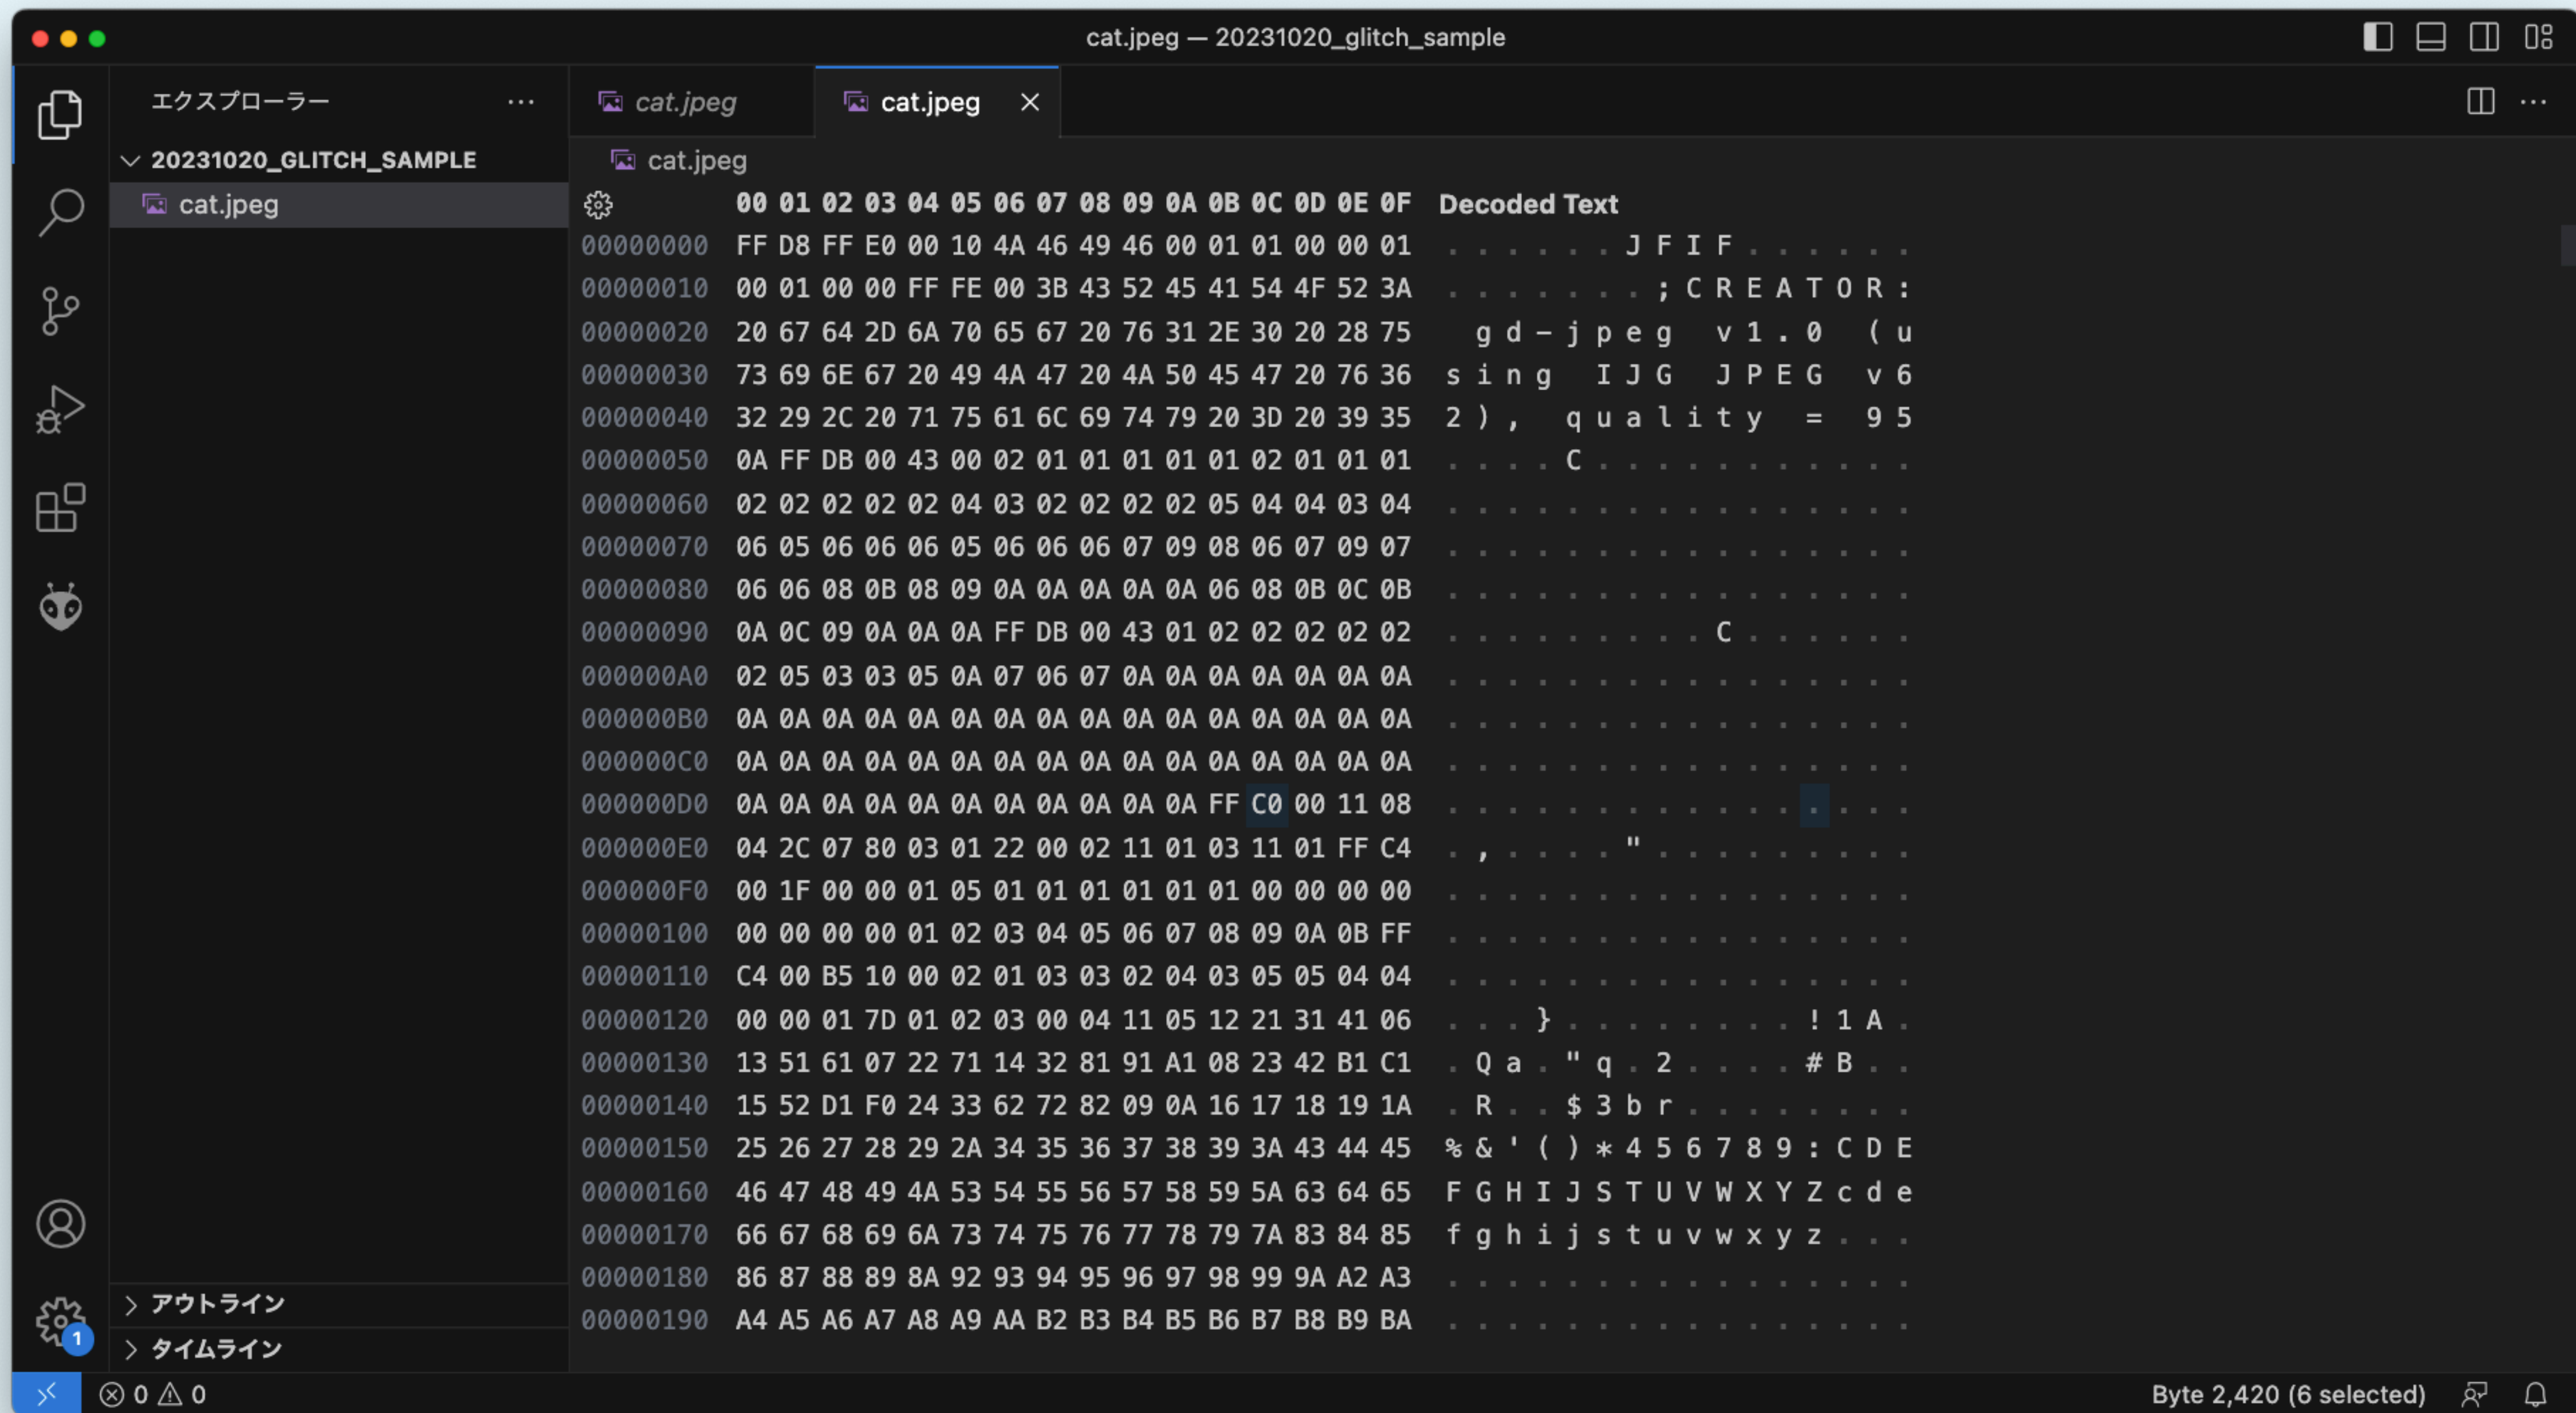 cat.jpeg — 20231020_glitch_sample
エクスプローラー
20231020_GLITCH_SAMPLE
cat.jpeg
アウトライン
タイムライン
cat.jpeg
cat.jpeg
cat.jpeg
00 01 02 03 04 05 06 07 08 09 0A 0B 0C 0D 0E 0F Decoded Text
00000000 FF D8 FF E0 00 10 4A 46 49 46 00 01 01 00 00 01 . . . . . . J F I F . . . . . .
00000010 00 01 00 00 FF FE 00 3B 43 52 45 41 54 4F 52 3A . . . . . . . ; C R E A T O R :
00000020 20 67 64 2D 6A 70 65 67 20 76 31 2E 30 20 28 75 g d - j p e g v 1 . 0 ( u
00000030 73 69 6E 67 20 49 4A 47 20 4A 50 45 47 20 76 36 s i n g I J G J P E G v 6
00000040 32 29 2C 20 71 75 61 6C 69 74 79 20 3D 20 39 35 2 ) , q u a l i t y = 9 5
00000050 0A FF DB 00 43 00 02 01 01 01 01 01 02 01 01 01 . . . . C . . . . . . . . . . .
00000060 02 02 02 02 02 04 03 02 02 02 02 05 04 04 03 04 . . . . . . . . . . . . . . . .
00000070 06 05 06 06 06 05 06 06 06 07 09 08 06 07 09 07 . . . . . . . . . . . . . . . .
00000080 06 06 08 0B 08 09 0A 0A 0A 0A 0A 06 08 0B 0C 0B . . . . . . . . . . . . . . . .
00000090 0A 0C 09 0A 0A 0A FF DB 00 43 01 02 02 02 02 02 . . . . . . . . . C . . . . . .
000000A0 02 05 03 03 05 0A 07 06 07 0A 0A 0A 0A 0A 0A 0A . . . . . . . . . . . . . . . .
000000B0 0A 0A 0A 0A 0A 0A 0A 0A 0A 0A 0A 0A 0A 0A 0A 0A . . . . . . . . . . . . . . . .
000000C0 0A 0A 0A 0A 0A 0A 0A 0A 0A 0A 0A 0A 0A 0A 0A 0A . . . . . . . . . . . . . . . .
000000D0 0A 0A 0A 0A 0A 0A 0A 0A 0A 0A 0A FF C0 00 11 08 . . . . . . . . . . . . . . . .
000000E0 04 2C 07 80 03 01 22 00 02 11 01 03 11 01 FF C4 . , . . . . " . . . . . . . . .
000000F0 00 1F 00 00 01 05 01 01 01 01 01 01 00 00 00 00 . . . . . . . . . . . . . . . .
00000100 00 00 00 00 01 02 03 04 05 06 07 08 09 0A 0B FF . . . . . . . . . . . . . . . .
00000110 C4 00 B5 10 00 02 01 03 03 02 04 03 05 05 04 04 . . . . . . . . . . . . . . . .
00000120 00 00 01 7D 01 02 03 00 04 11 05 12 21 31 41 06 . . . } . . . . . . . . ! 1 A .
00000130 13 51 61 07 22 71 14 32 81 91 A1 08 23 42 B1 C1 . Q a . " q . 2 . . . . # B . .
00000140 15 52 D1 F0 24 33 62 72 82 09 0A 16 17 18 19 1A . R . . $ 3 b r . . . . . . . .
00000150 25 26 27 28 29 2A 34 35 36 37 38 39 3A 43 44 45 % & ' ( ) * 4 5 6 7 8 9 : C D E
00000160 46 47 48 49 4A 53 54 55 56 57 58 59 5A 63 64 65 F G H I J S T U V W X Y Z c d e
00000170 66 67 68 69 6A 73 74 75 76 77 78 79 7A 83 84 85 f g h i j s t u v w x y z . . .
00000180 86 87 88 89 8A 92 93 94 95 96 97 98 99 9A A2 A3 . . . . . . . . . . . . . . . .
00000190 A4 A5 A6 A7 A8 A9 AA B2 B3 B4 B5 B6 B7 B8 B9 BA . . . . . . . . . . . . . . . .
1
0 0
Byte 2,420 (6 selected)